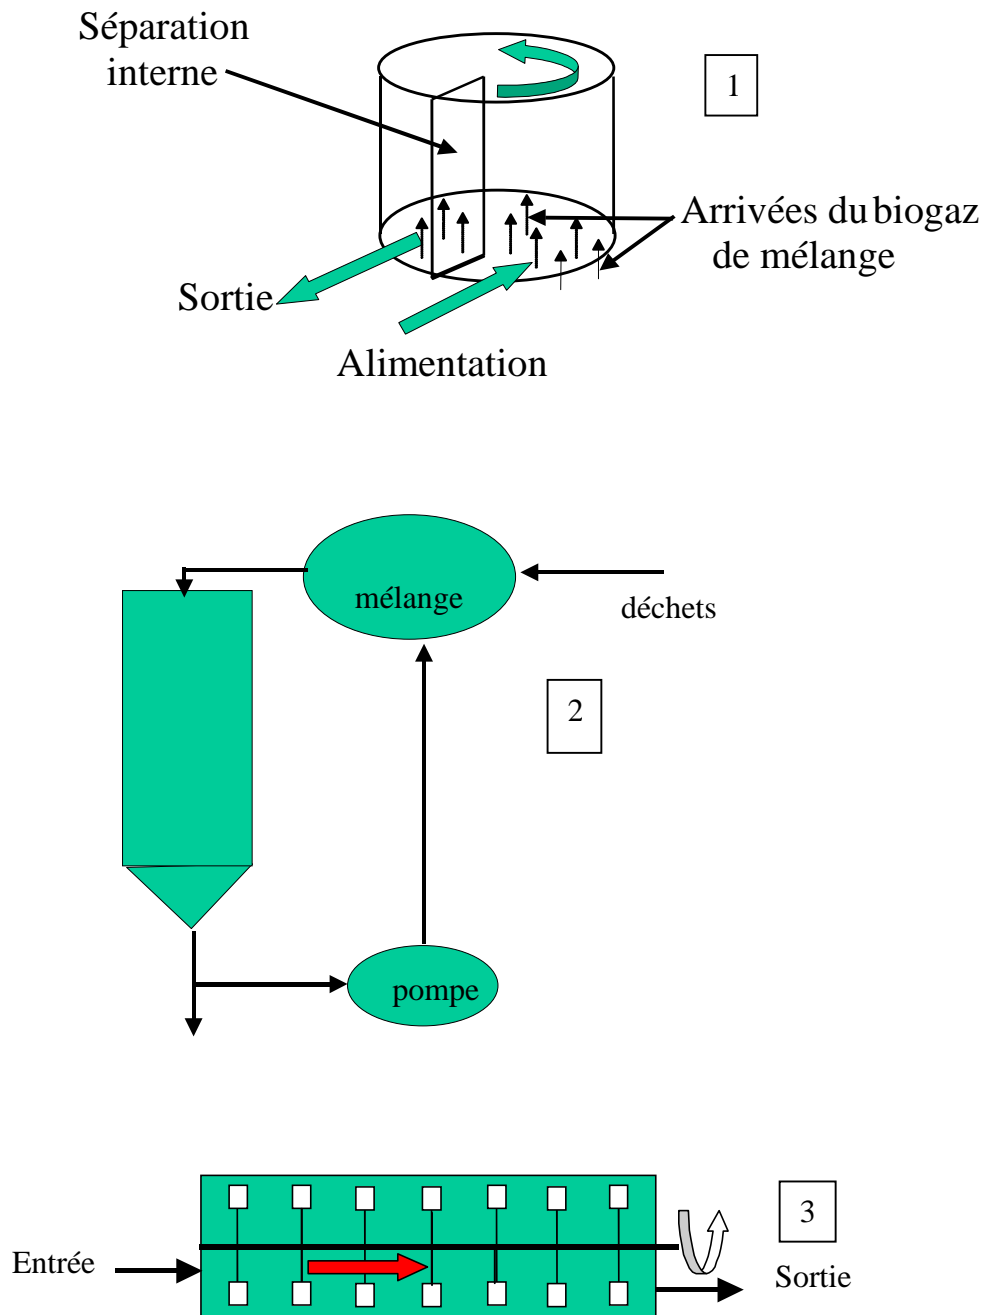 Séparation
interne
1
Arrivées du biogaz
de mélange
Sortie
Alimentation
mélange
déchets
2
pompe
3
Entrée
Sortie